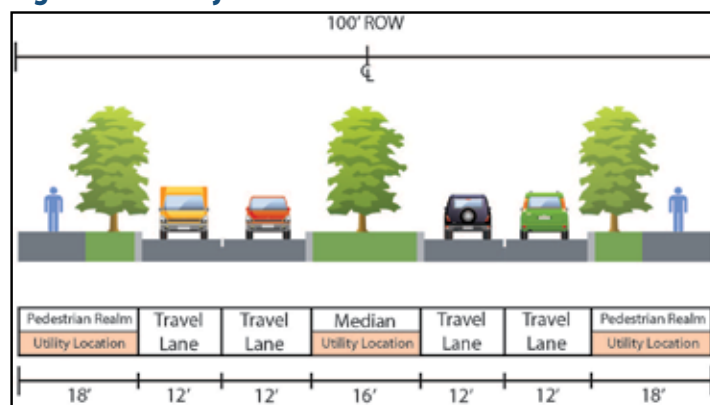 100' ROW
℄
Pedestrian Realm
Utility Location
Travel
Lane
Travel
Lane
Median
Utility Location
Travel
Lane
Travel
Lane
Pedestrian Realm
Utility Location
18' 12' 12' 16' 12' 12' 18'